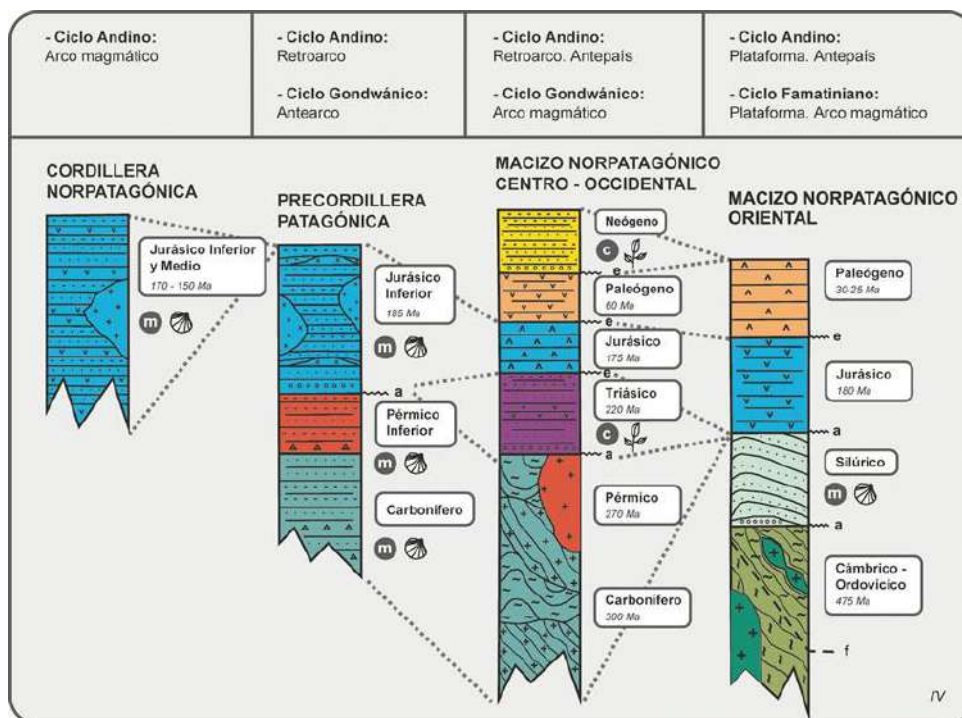 - Ciclo Andino:
Arco magmático
- Ciclo Andino:
Retroarco
- Ciclo Gondwánico:
Antearco
- Ciclo Andino:
Retroarco. Antepaís
- Ciclo Gondwánico:
Arco magmático
- Ciclo Andino:
Plataforma. Antepaís
- Ciclo Famatiniano:
Plataforma. Arco magmático
CORDILLERA
NORPATAGÓNICA
Jurásico Inferior
y Medio
170 - 150 Ma
m
PRECORDILLERA
PATAGÓNICA
Jurásico
Inferior
185 Ma
m
a
Pérmico
Inferior
m
Carbonífero
m
MACIZO NORPATAGÓNICO
CENTRO - OCCIDENTAL
Neógeno
c
e
Paleógeno
60 Ma
e
Jurásico
175 Ma
e
Triásico
220 Ma
c
a
Pérmico
270 Ma
Carbonífero
300 Ma
MACIZO NORPATAGÓNICO
ORIENTAL
Paleógeno
30-25 Ma
e
Jurásico
180 Ma
a
Silúrico
m
a
Cámbrico -
Ordovícico
475 Ma
f
IV